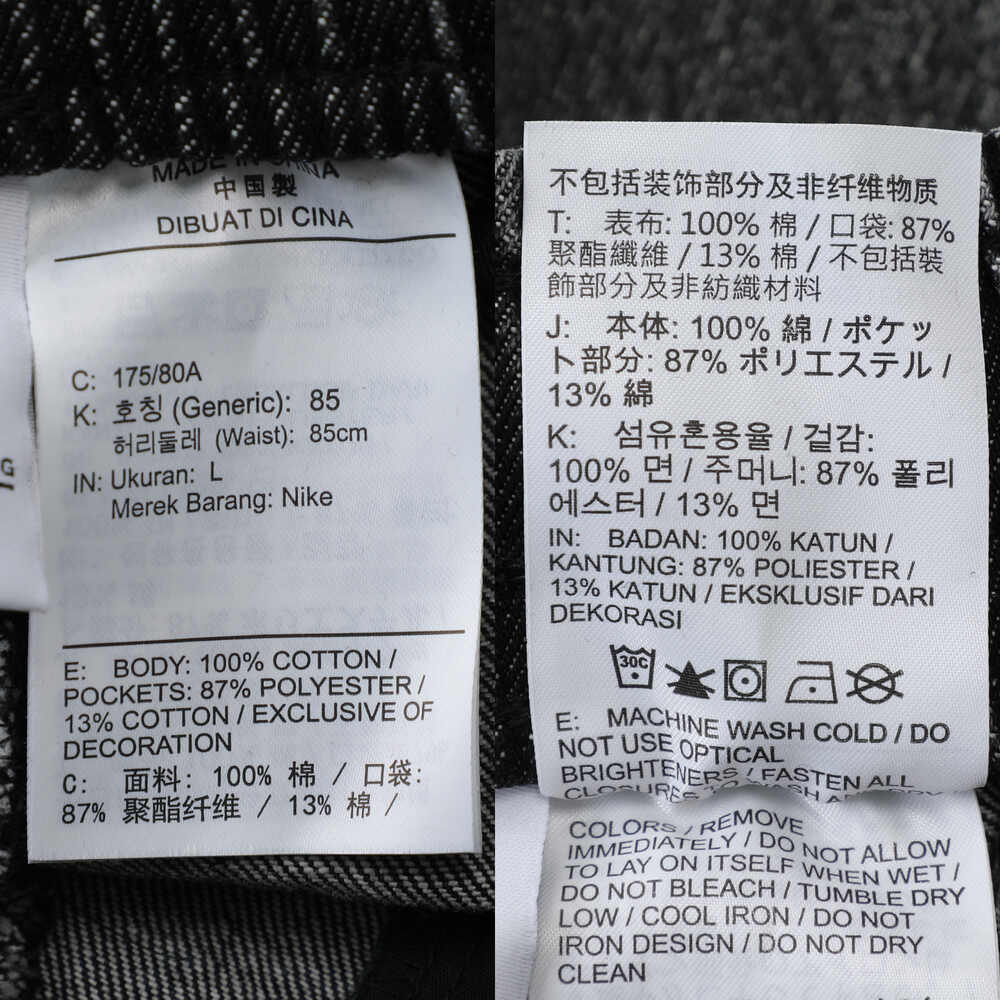 MADE IN CHINA
中国製
DIBUAT DI CINA
C: 175/80A
K: 호칭 (Generic): 85
허리둘레 (Waist): 85cm
IN: Ukuran: L
Merek Barang: Nike
E: BODY: 100% COTTON /
POCKETS: 87% POLYESTER /
13% COTTON / EXCLUSIVE OF
DECORATION
C: 面料: 100% 棉 / 口袋:
87% 聚酯纤维 / 13% 棉 /
不包括装饰部分及非纤维物质
T: 表布: 100% 棉 / 口袋: 87%
聚酯纖維 / 13% 棉 / 不包括裝
飾部分及非紡織材料
J: 本体: 100% 綿 / ポケッ
ト部分: 87% ポリエステル /
13% 綿
K: 섬유혼용율 / 겉감:
100% 면 / 주머니: 87% 폴리
에스터 / 13% 면
IN: BADAN: 100% KATUN /
KANTUNG: 87% POLIESTER /
13% KATUN / EKSKLUSIF DARI
DEKORASI
30C
E: MACHINE WASH COLD / DO
NOT USE OPTICAL
BRIGHTENERS / FASTEN ALL
CLOSURES TO WASH AND DRY
COLORS / REMOVE
IMMEDIATELY / DO NOT ALLOW
TO LAY ON ITSELF WHEN WET /
DO NOT BLEACH / TUMBLE DRY
LOW / COOL IRON / DO NOT
IRON DESIGN / DO NOT DRY
CLEAN